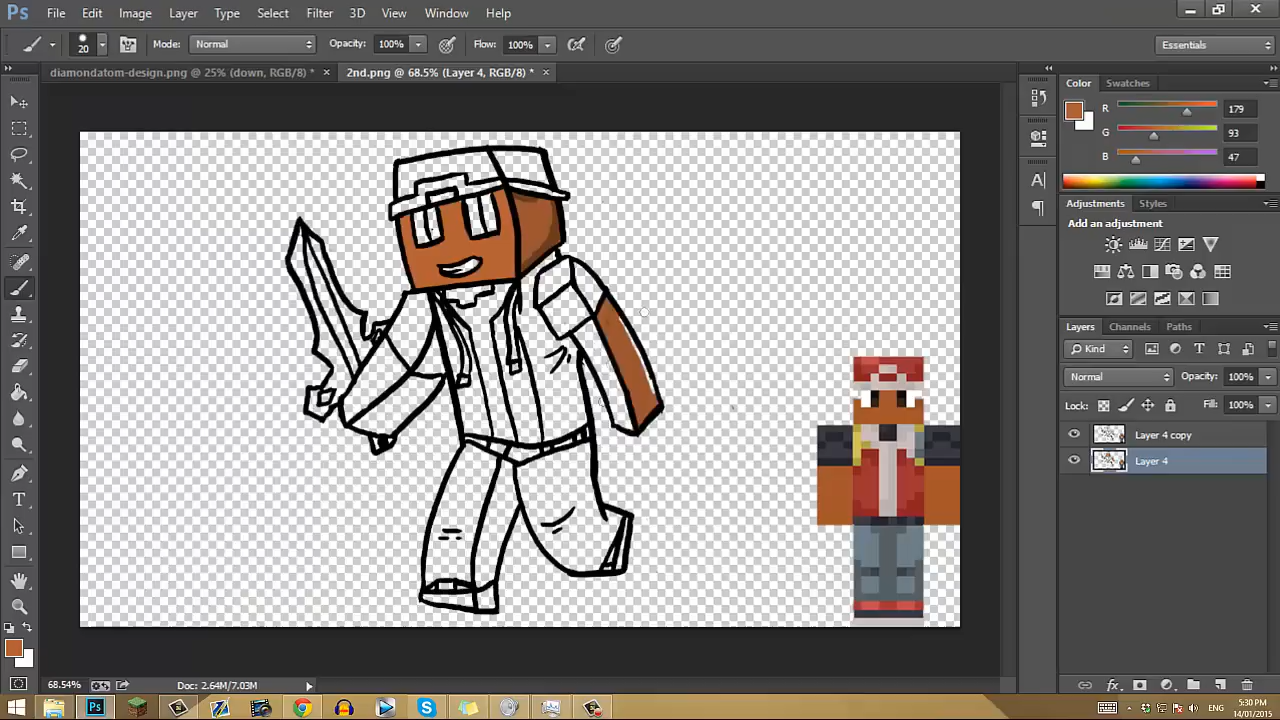 Ps File Edit Image Layer Type Select Filter 3D View Window Help
20 Mode: Normal Opacity: 100% Flow: 100% Essentials
diamondatom-design.png @ 25% (down, RGB/8) * × 2nd.png @ 68.5% (Layer 4, RGB/8) * ×
Color Swatches
R 179
G 93
B 47
Adjustments Styles
Add an adjustment
Layers Channels Paths
Kind
Normal Opacity: 100%
Lock: Fill: 100%
Layer 4 copy
Layer 4
68.54% Doc: 2.64M/7.03M
5:30 PM
14/01/2015